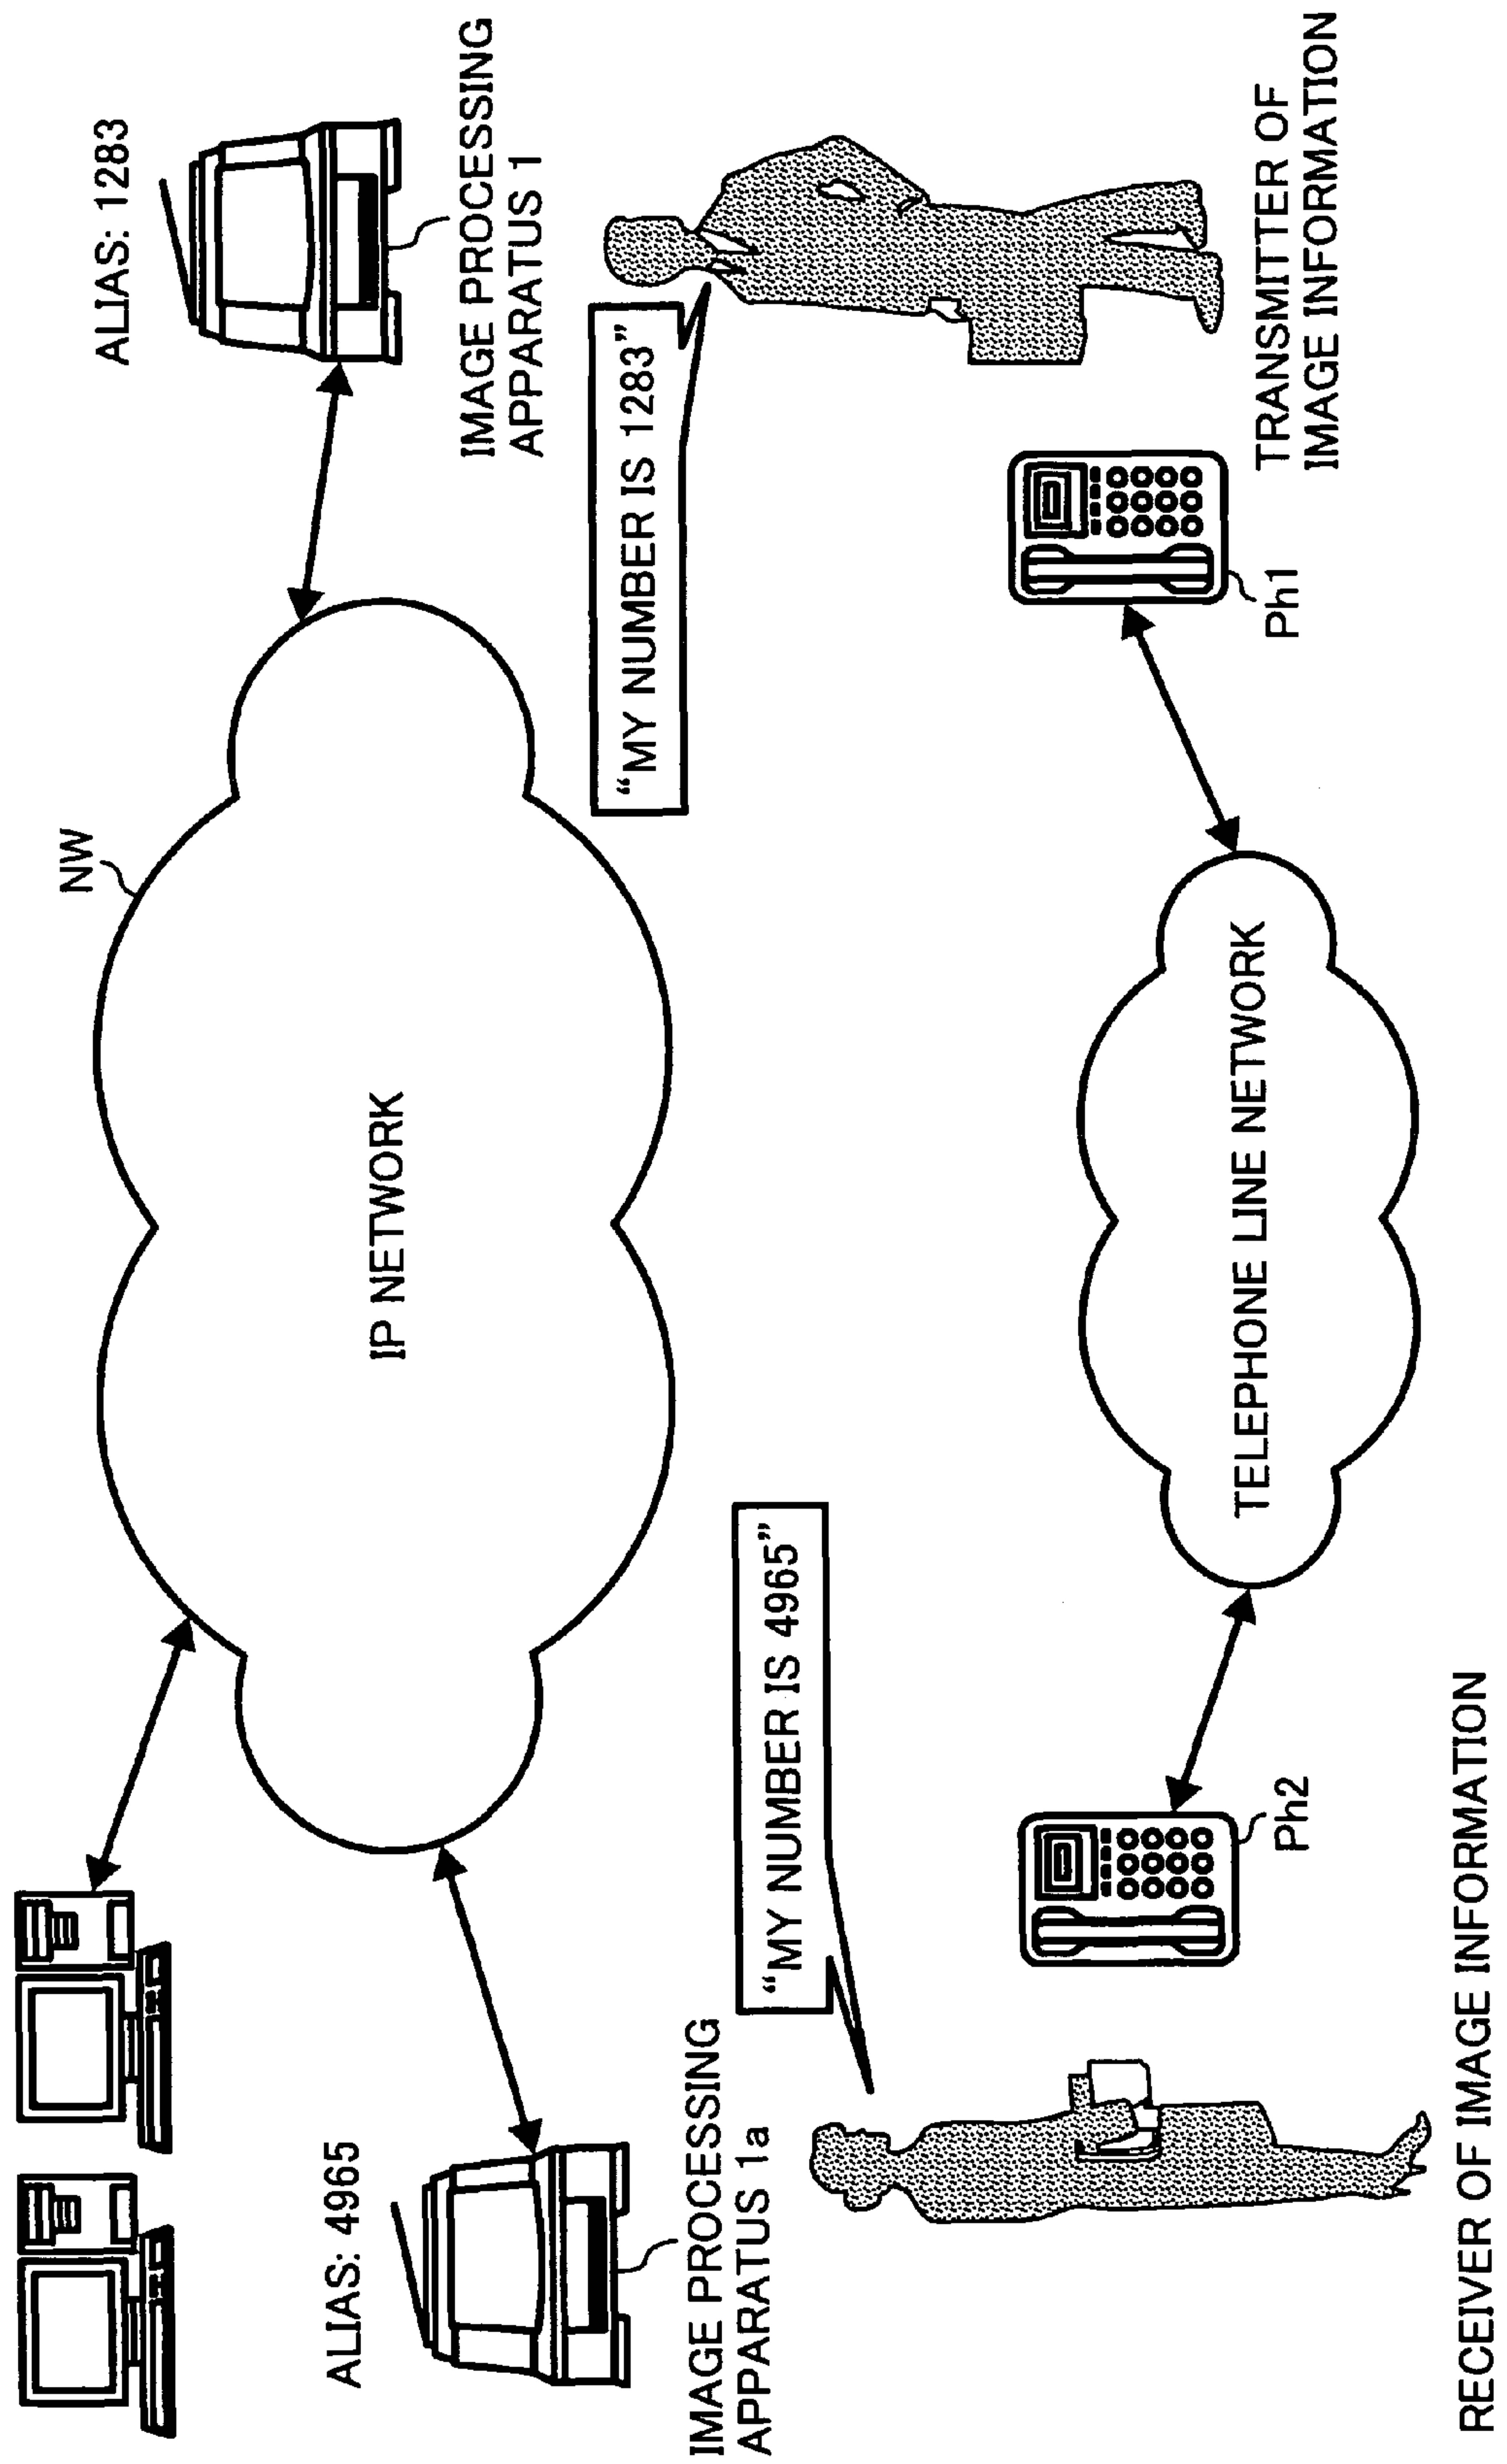 NW
ALIAS: 1283
IP NETWORK
IMAGE PROCESSING
APPARATUS 1
ALIAS: 4965
IMAGE PROCESSING
APPARATUS 1a
“MY NUMBER IS 1283”
“MY NUMBER IS 4965”
TELEPHONE LINE NETWORK
Ph2
Ph1
TRANSMITTER OF
IMAGE INFORMATION
RECEIVER OF IMAGE INFORMATION